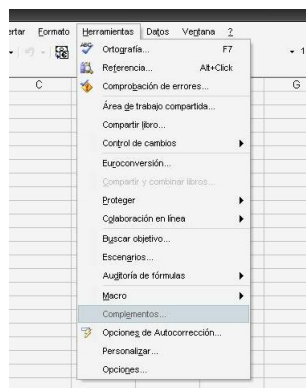 ertar Formato Herramientas Datos Ventana ?
Ortografía... F7
Referencia... Alt+Click
Comprobación de errores...
Área de trabajo compartida...
Compartir libro...
Control de cambios
Euroconversión...
Compartir y combinar libros...
Proteger
Colaboración en línea
Buscar objetivo...
Escenarios...
Auditoría de fórmulas
Macro
Complementos...
Opciones de Autocorrección...
Personalizar...
Opciones...
C
G
1